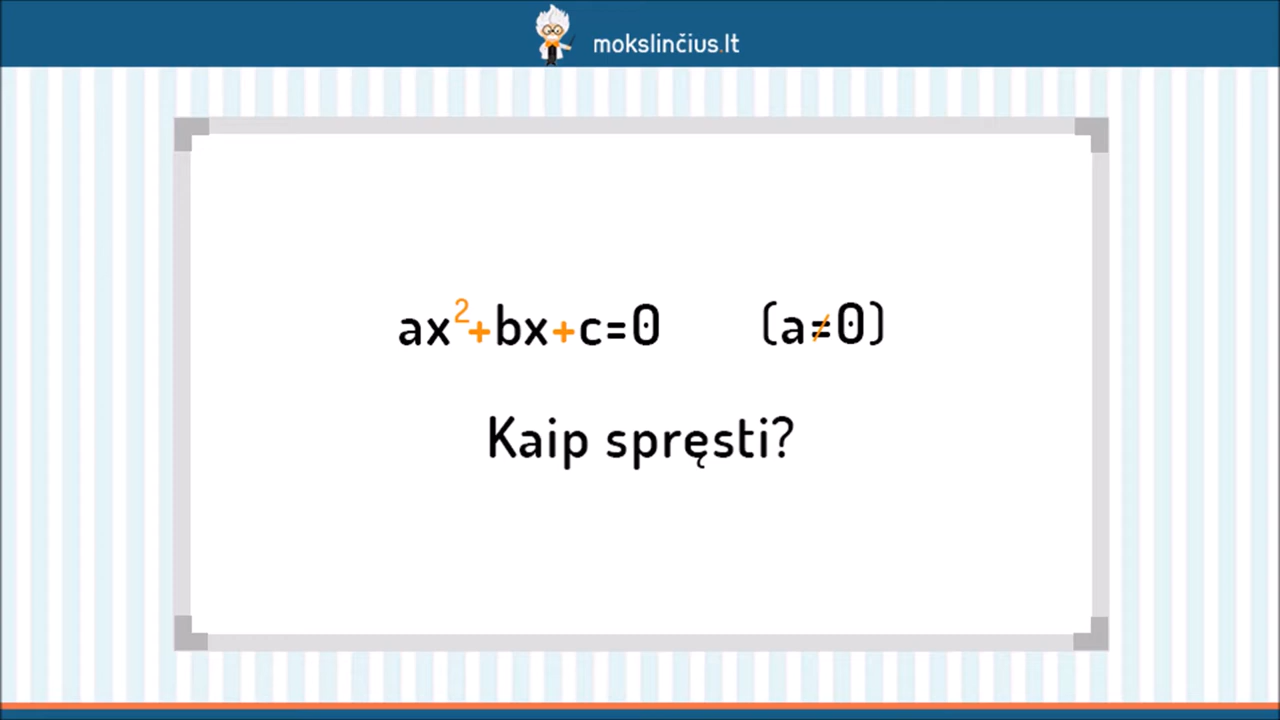 mokslinčius.lt
ax²+bx+c=0 (a≠0)
Kaip spręsti?